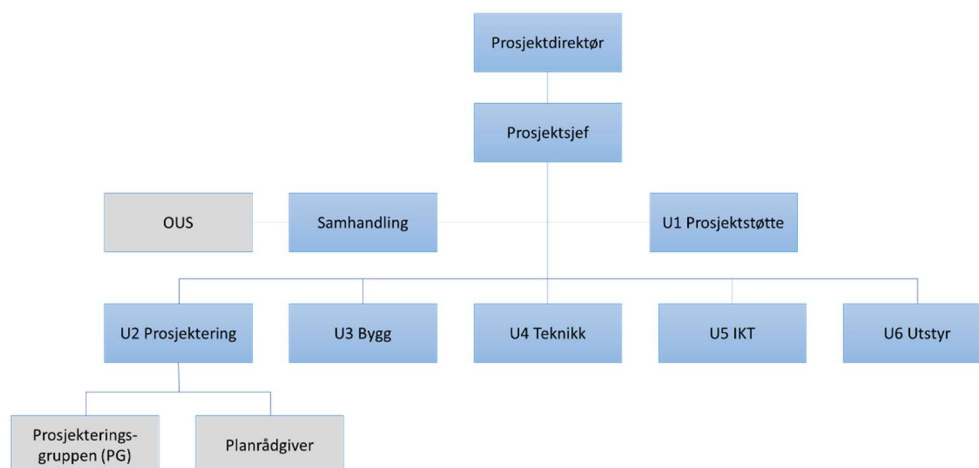 Prosjektdirektør
Prosjektsjef
OUS
Samhandling
U1 Prosjektstøtte
U2 Prosjektering
U3 Bygg
U4 Teknikk
U5 IKT
U6 Utstyr
Prosjekterings-
gruppen (PG)
Planrådgiver